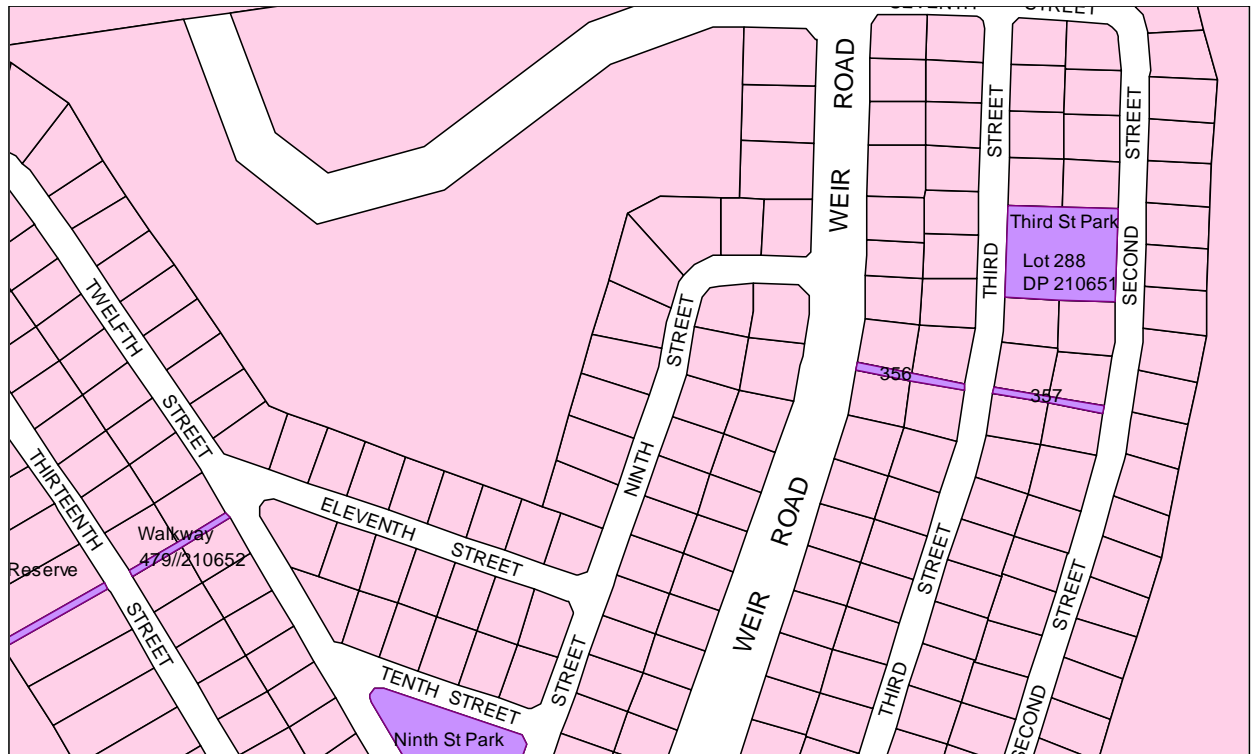 SEVENTH STREET
WEIR ROAD
STREET
STREET
Third St Park
Lot 288
DP 210651
THIRD
SECOND
TWELFTH
STREET
STREET
356
357
NINTH
THIRTEENTH
ELEVENTH STREET
ROAD
Walkway
479//210652
Reserve
STREET
STREET
STREET
WEIR
STREET
TENTH STREET
THIRD
SECOND
Ninth St Park